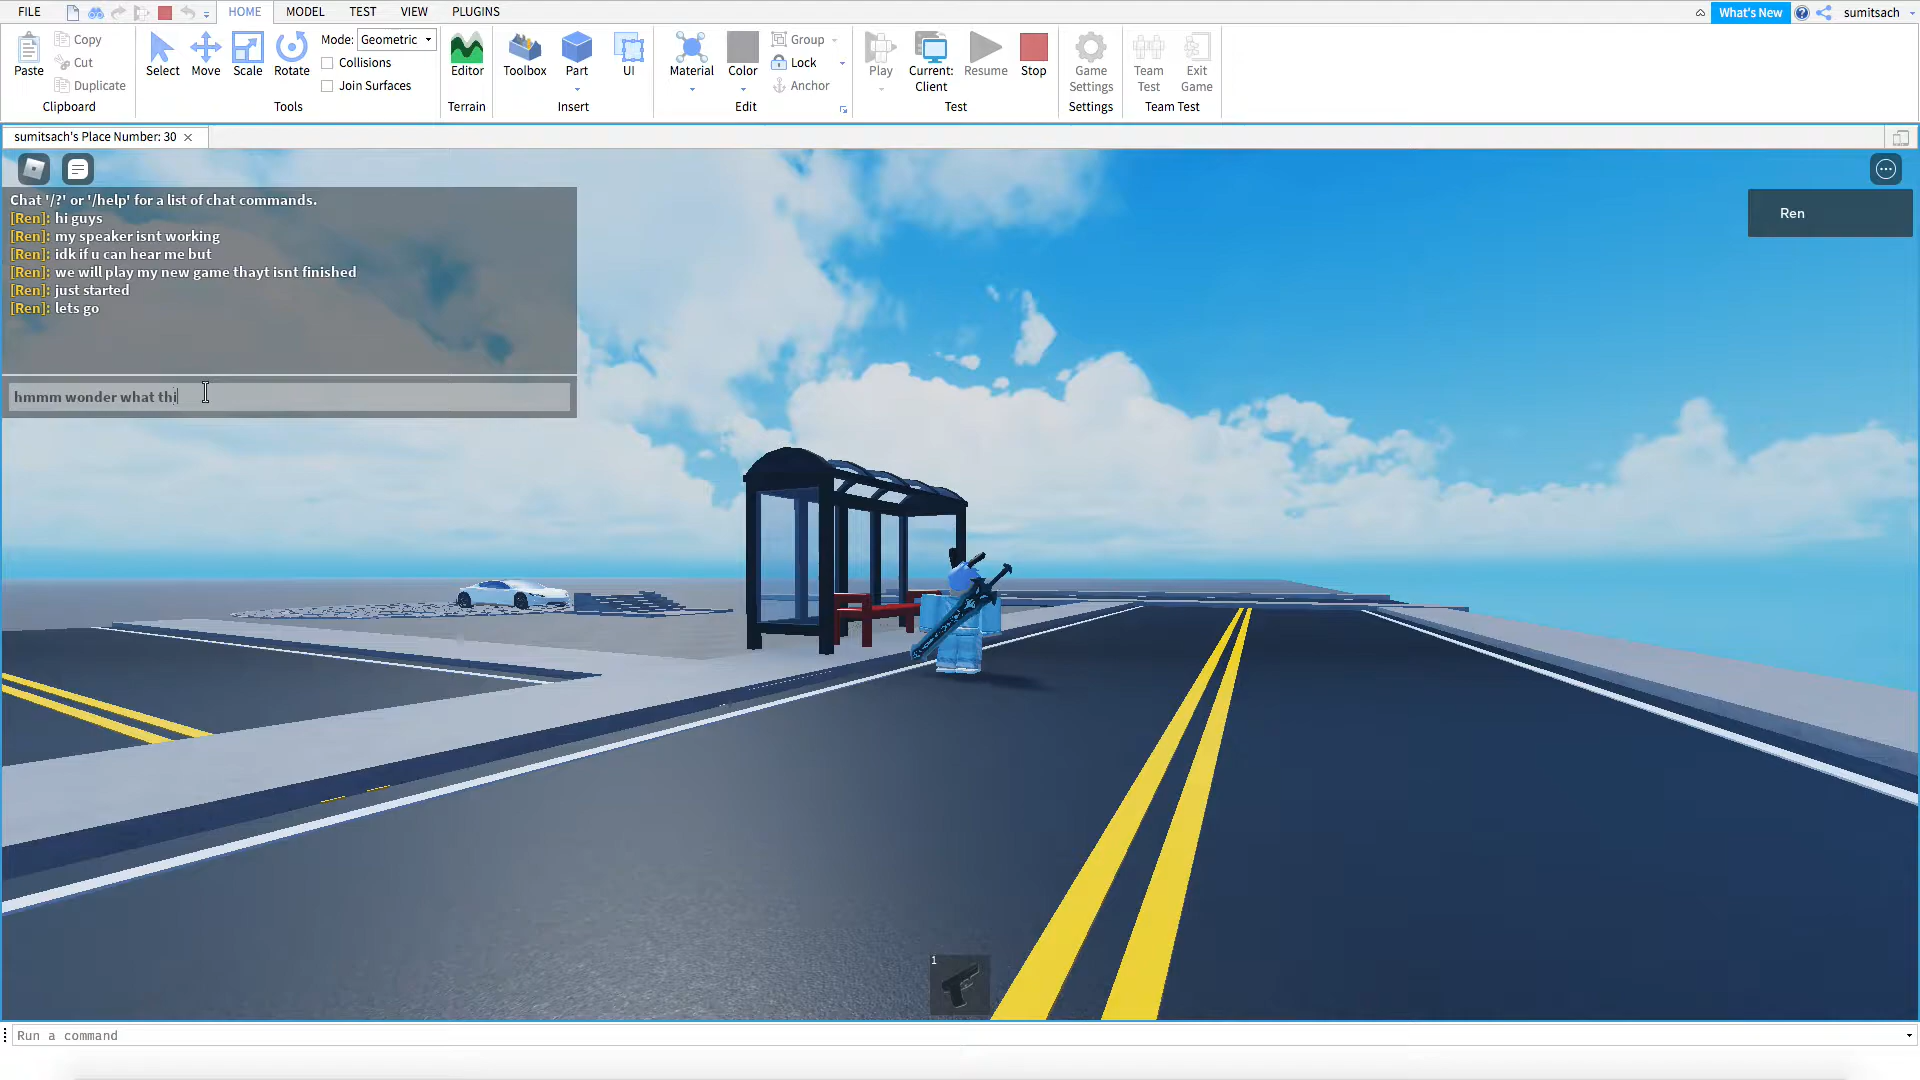 FILE HOME MODEL TEST VIEW PLUGINS What's New sumitsach
Paste Copy Cut Duplicate Clipboard
Select Move Scale Rotate Mode: Geometric Collisions Join Surfaces Tools
Editor Terrain
Toolbox Part UI Insert
Material Color Group Lock Anchor Edit
Play Current: Client Resume Stop Test
Game Settings Settings
Team Test Exit Game Team Test
sumitsach's Place Number: 30
Chat '/?' or '/help' for a list of chat commands.
[Ren]: hi guys
[Ren]: my speaker isnt working
[Ren]: idk if u can hear me but
[Ren]: we will play my new game thayt isnt finished
[Ren]: just started
[Ren]: lets go
hmmm wonder what thi
Ren
1
Run a command